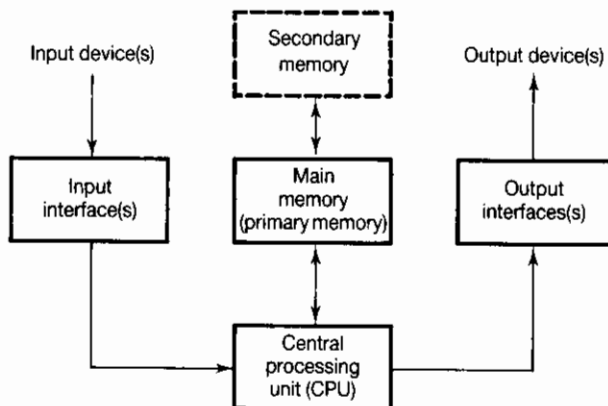 Input device(s)
Secondary
memory
Output device(s)
Input
interface(s)
Main
memory
(primary memory)
Output
interfaces(s)
Central
processing
unit (CPU)